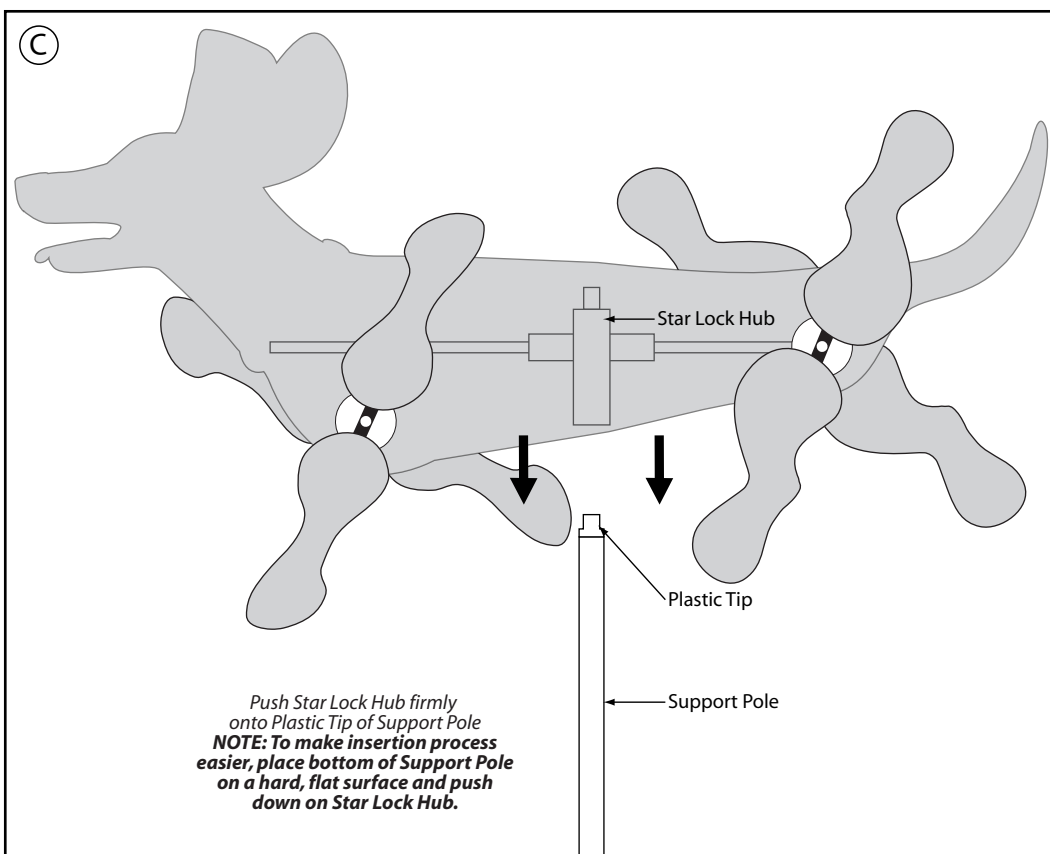 C
Star Lock Hub
Plastic Tip
Support Pole
Push Star Lock Hub firmly
onto Plastic Tip of Support Pole
NOTE: To make insertion process
easier, place bottom of Support Pole
on a hard, flat surface and push
down on Star Lock Hub.